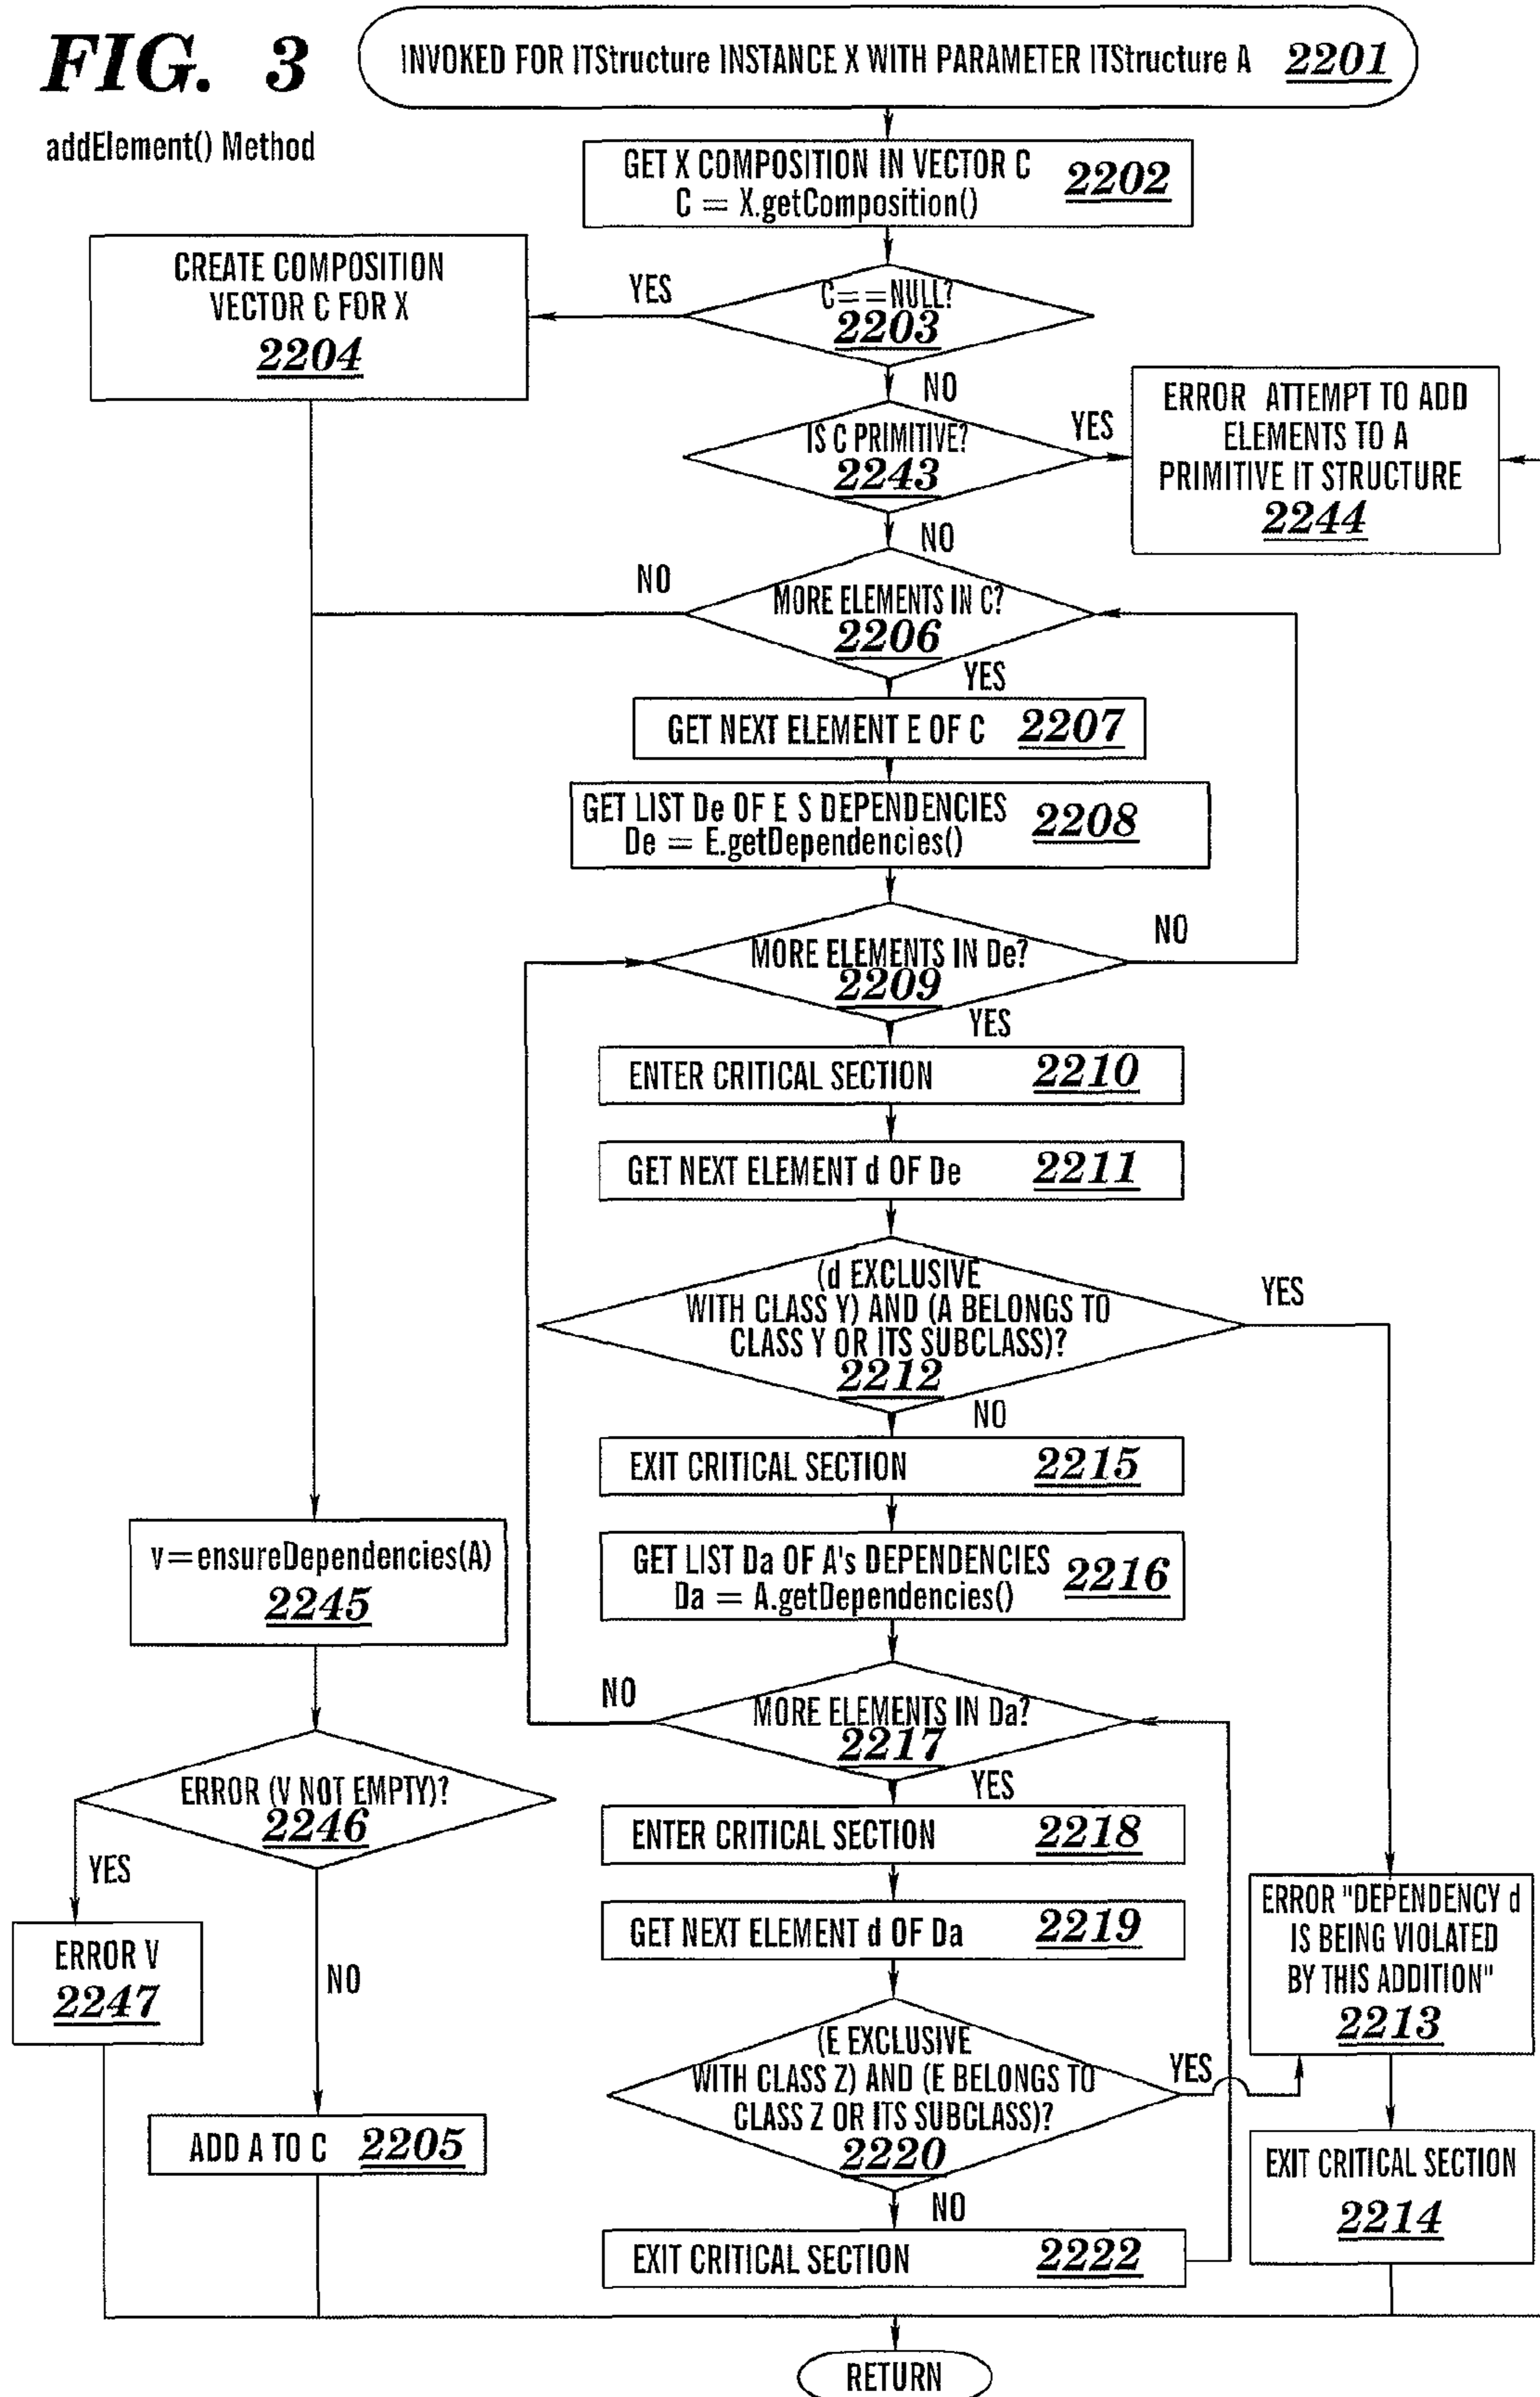 FIG. 3
addElement() Method
INVOKED FOR ITStructure INSTANCE X WITH PARAMETER ITStructure A 2201
GET X COMPOSITION IN VECTOR C
C = X.getComposition()
2202
C==NULL?
2203
YES
NO
CREATE COMPOSITION
VECTOR C FOR X
2204
IS C PRIMITIVE?
2243
YES
NO
ERROR ATTEMPT TO ADD
ELEMENTS TO A
PRIMITIVE IT STRUCTURE
2244
MORE ELEMENTS IN C?
2206
NO
YES
GET NEXT ELEMENT E OF C 2207
GET LIST De OF E S DEPENDENCIES
De = E.getDependencies()
2208
MORE ELEMENTS IN De?
2209
NO
YES
ENTER CRITICAL SECTION 2210
GET NEXT ELEMENT d OF De 2211
(d EXCLUSIVE
WITH CLASS Y) AND (A BELONGS TO
CLASS Y OR ITS SUBCLASS)?
2212
YES
NO
EXIT CRITICAL SECTION 2215
GET LIST Da OF A's DEPENDENCIES
Da = A.getDependencies()
2216
v=ensureDependencies(A)
2245
MORE ELEMENTS IN Da?
2217
NO
YES
ERROR (V NOT EMPTY)?
2246
YES
NO
ENTER CRITICAL SECTION 2218
GET NEXT ELEMENT d OF Da 2219
ERROR "DEPENDENCY d
IS BEING VIOLATED
BY THIS ADDITION"
2213
ERROR V
2247
(E EXCLUSIVE
WITH CLASS Z) AND (E BELONGS TO
CLASS Z OR ITS SUBCLASS)?
2220
YES
NO
ADD A TO C 2205
EXIT CRITICAL SECTION
2214
EXIT CRITICAL SECTION 2222
RETURN